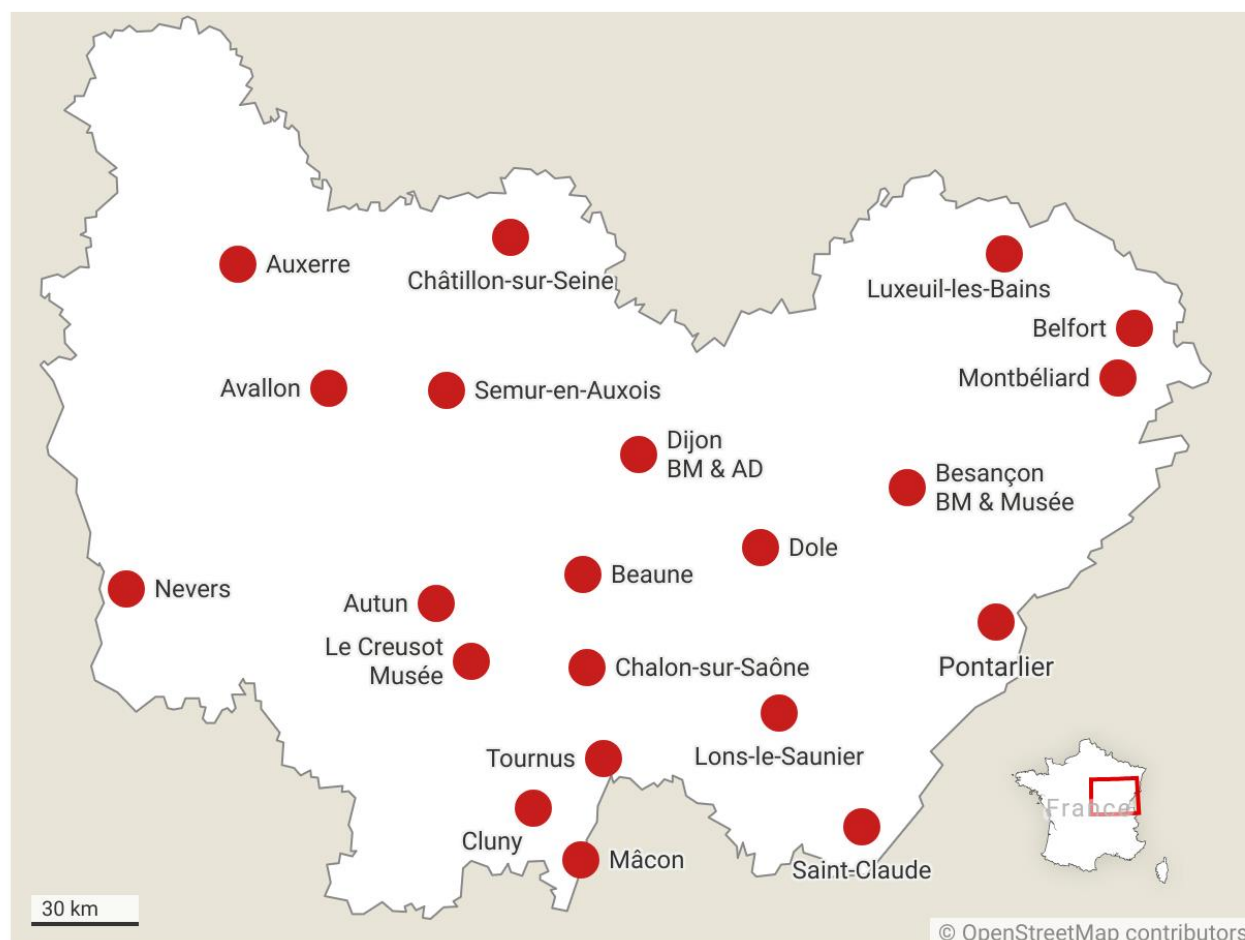 Auxerre
Châtillon-sur-Seine
Luxeuil-les-Bains
Belfort
Montbéliard
Avallon
Semur-en-Auxois
Dijon
BM & AD
Besançon
BM & Musée
Dole
Beaune
Nevers
Autun
Le Creusot
Musée
Chalon-sur-Saône
Pontarlier
Lons-le-Saunier
Tournus
Cluny
Mâcon
Saint-Claude
France
30 km
© OpenStreetMap contributors